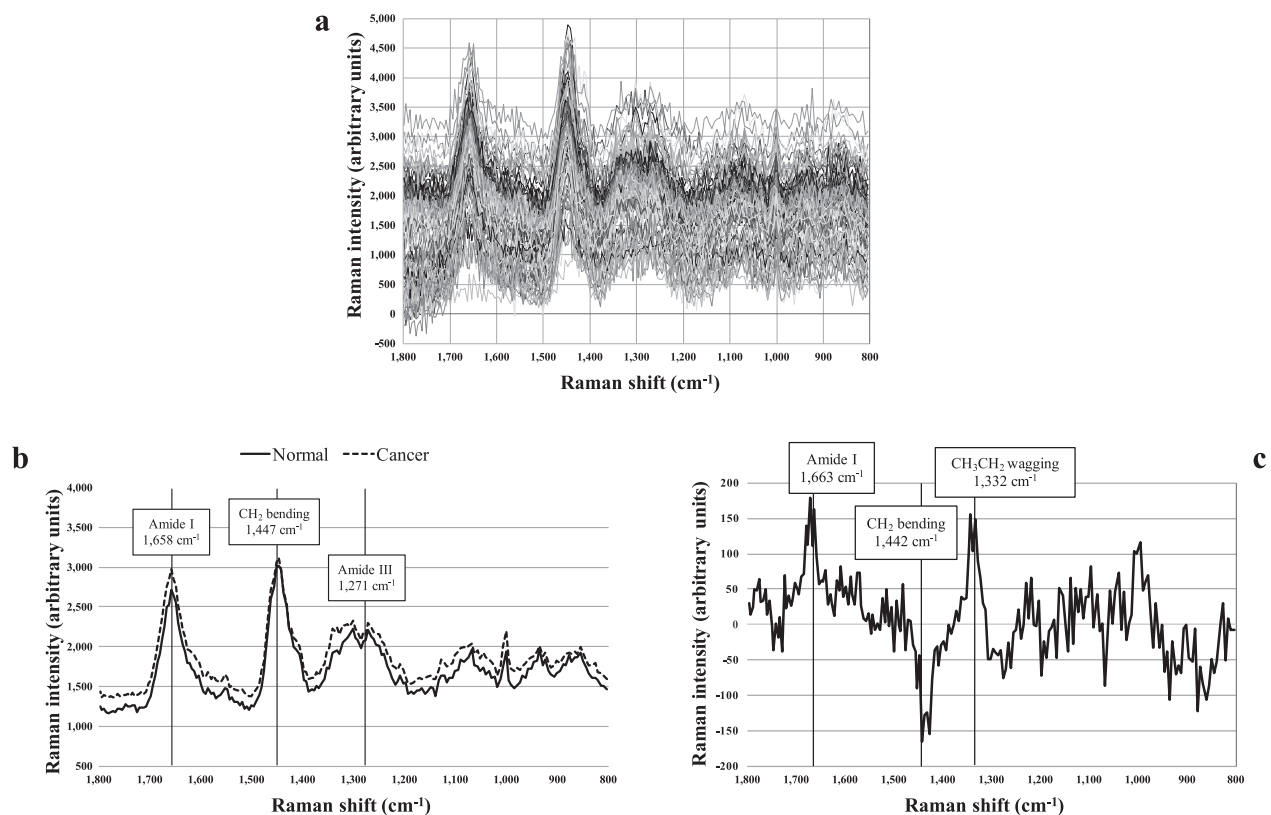 a
Raman intensity (arbitrary units)
5,000
4,500
4,000
3,500
3,000
2,500
2,000
1,500
1,000
500
0
-500
1,800 1,700 1,600 1,500 1,400 1,300 1,200 1,100 1,000 900 800
Raman shift (cm⁻¹)
b
Normal Cancer
Raman intensity (arbitrary units)
4,000
3,500
3,000
2,500
2,000
1,500
1,000
500
Amide I
1,658 cm⁻¹
CH₂ bending
1,447 cm⁻¹
Amide III
1,271 cm⁻¹
1,800 1,700 1,600 1,500 1,400 1,300 1,200 1,100 1,000 900 800
Raman shift (cm⁻¹)
c
Raman intensity (arbitrary units)
200
150
100
50
0
-50
-100
-150
-200
Amide I
1,663 cm⁻¹
CH₂ bending
1,442 cm⁻¹
CH₃CH₂ wagging
1,332 cm⁻¹
1,800 1,700 1,600 1,500 1,400 1,300 1,200 1,100 1,000 900 800
Raman shift (cm⁻¹)